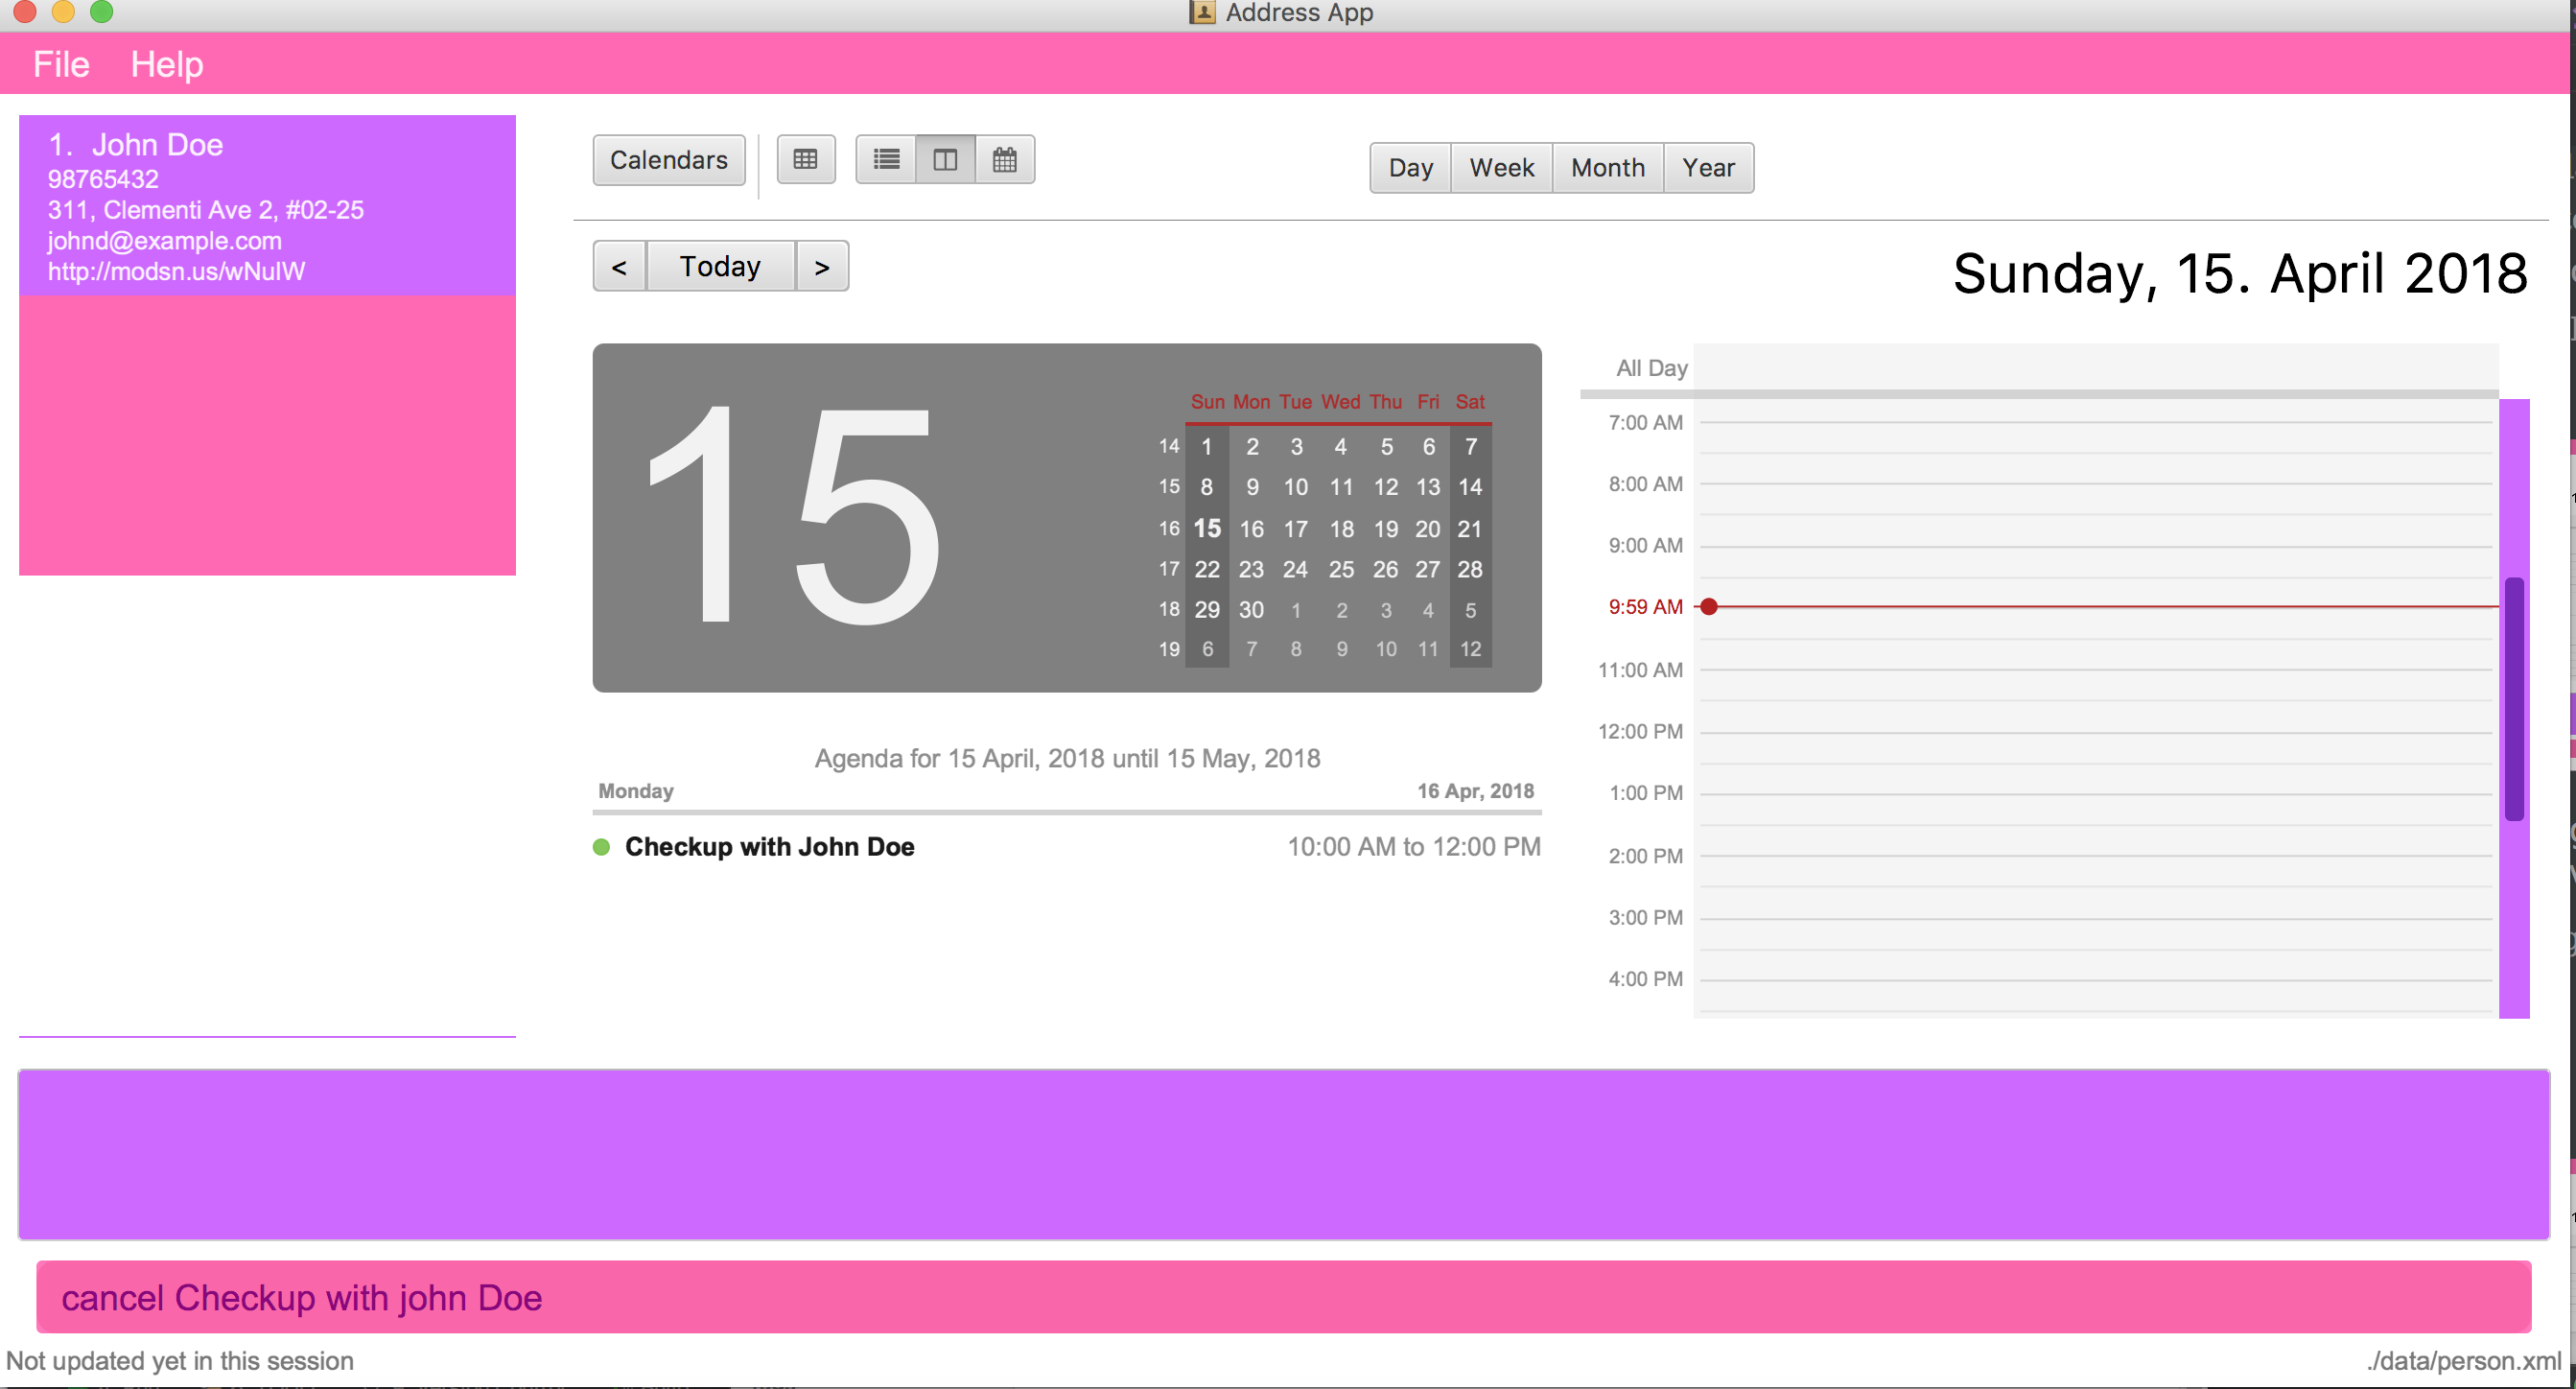 Address App
File Help
1. John Doe
98765432
311, Clementi Ave 2, #02-25
johnd@example.com
http://modsn.us/wNuIW
Calendars
Day Week Month Year
< Today >
Sunday, 15. April 2018
15
Sun Mon Tue Wed Thu Fri Sat
14 1 2 3 4 5 6 7
15 8 9 10 11 12 13 14
16 15 16 17 18 19 20 21
17 22 23 24 25 26 27 28
18 29 30 1 2 3 4 5
19 6 7 8 9 10 11 12
Agenda for 15 April, 2018 until 15 May, 2018
Monday 16 Apr, 2018
Checkup with John Doe 10:00 AM to 12:00 PM
All Day
7:00 AM
8:00 AM
9:00 AM
9:59 AM
11:00 AM
12:00 PM
1:00 PM
2:00 PM
3:00 PM
4:00 PM
cancel Checkup with john Doe
Not updated yet in this session ./data/person.xml